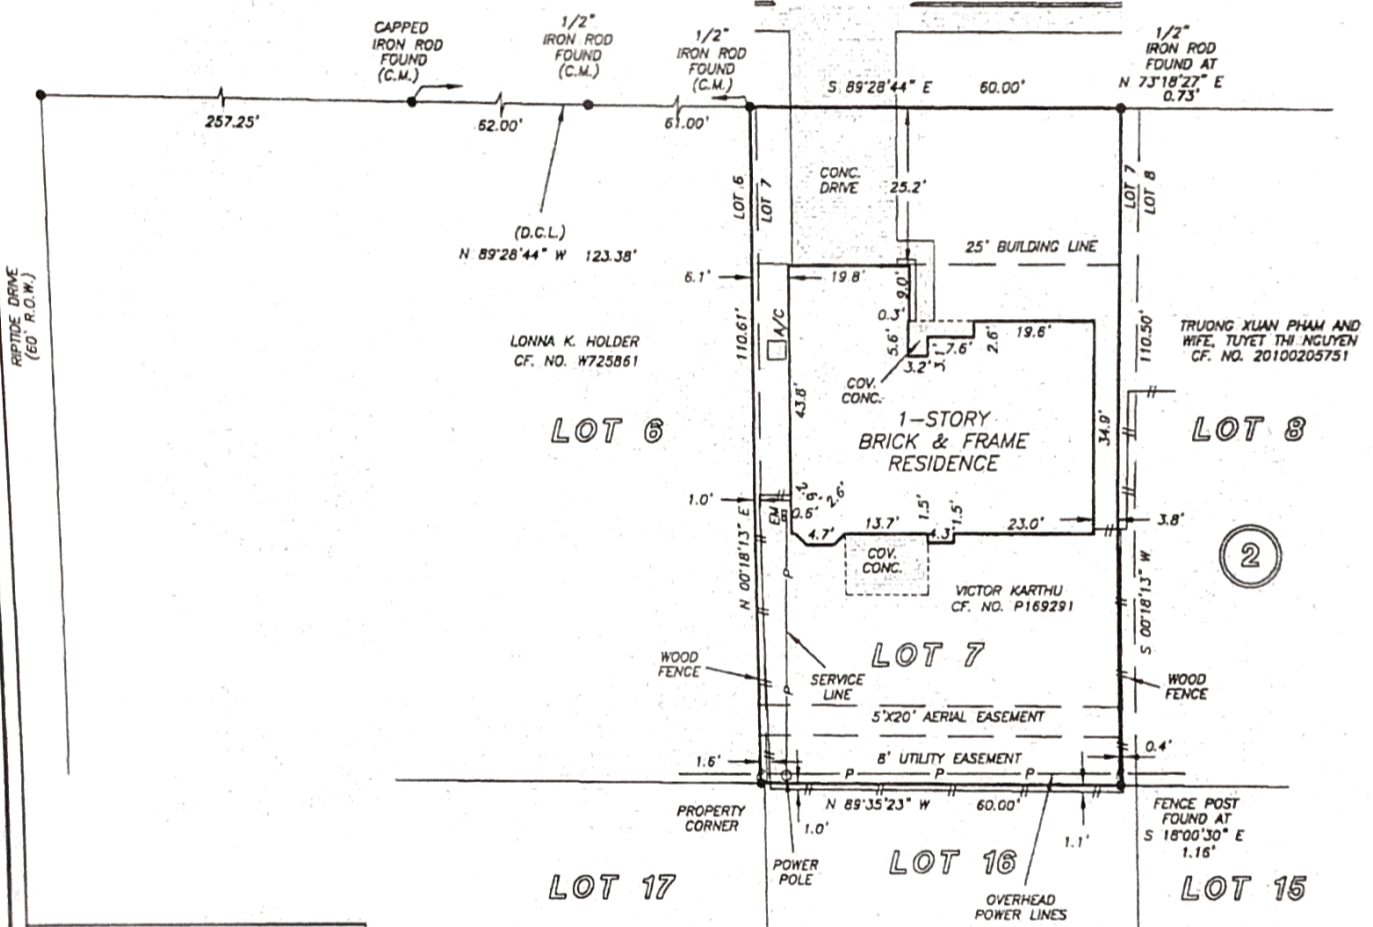 CAPPED
IRON ROD
FOUND
(C.M.)
1/2"
IRON ROD
FOUND
(C.M.)
1/2"
IRON ROD
FOUND
(C.M.)
S 89°28'44" E 60.00'
1/2"
IRON ROD
FOUND AT
N 73°18'27" E
0.73'
257.25'
62.00'
61.00'
(D.C.L.)
N 89°28'44" W 123.38'
LOT 6
LOT 7
CONC.
DRIVE
25.2'
LOT 7
LOT 8
25' BUILDING LINE
RIPTIDE DRIVE
(60' R.O.W.)
6.1'
19.8'
9.0'
0.3'
5.6'
3.2'
3.1'
7.6'
2.6'
19.6'
A/C
110.61'
110.50'
LONNA K. HOLDER
CF. NO. W725861
TRUONG XUAN PHAM AND
WIFE, TUYET THI NGUYEN
CF. NO. 20100205751
COV.
CONC.
43.8'
34.9'
LOT 6
1-STORY
BRICK & FRAME
RESIDENCE
LOT 8
1.0'
2.6'
2.6'
EM
0.6'
4.7'
13.7'
1.5'
4.3'
1.5'
23.0'
3.8'
N 00°18'13" E
S 00°18'13" W
COV.
CONC.
2
P
VICTOR KARTHU
CF. NO. P169291
LOT 7
WOOD
FENCE
SERVICE
LINE
P
WOOD
FENCE
5'X20' AERIAL EASEMENT
8' UTILITY EASEMENT
1.6'
0.4'
P P P
N 89°35'23" W 60.00'
PROPERTY
CORNER
1.0'
1.1'
FENCE POST
FOUND AT
S 18°00'30" E
1.16'
POWER
POLE
LOT 17
LOT 16
LOT 15
OVERHEAD
POWER LINES